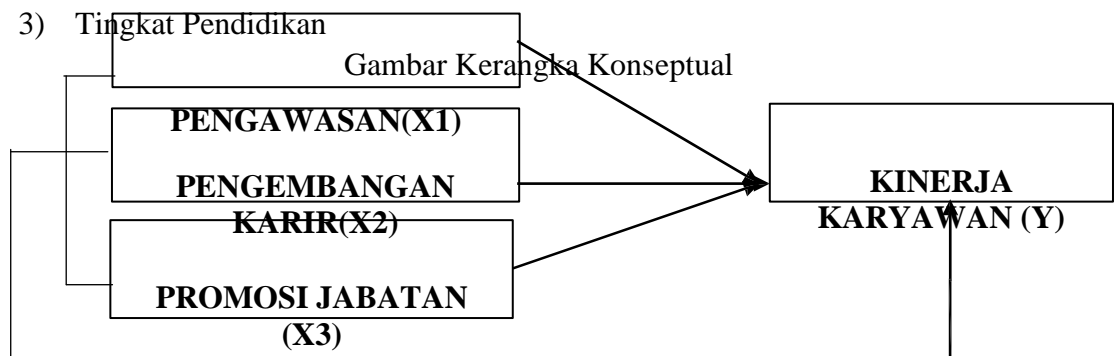 3) Tingkat Pendidikan
Gambar Kerangka Konseptual
PENGAWASAN(X1)
PENGEMBANGAN
KARIR(X2)
PROMOSI JABATAN
(X3)
KINERJA
KARYAWAN (Y)